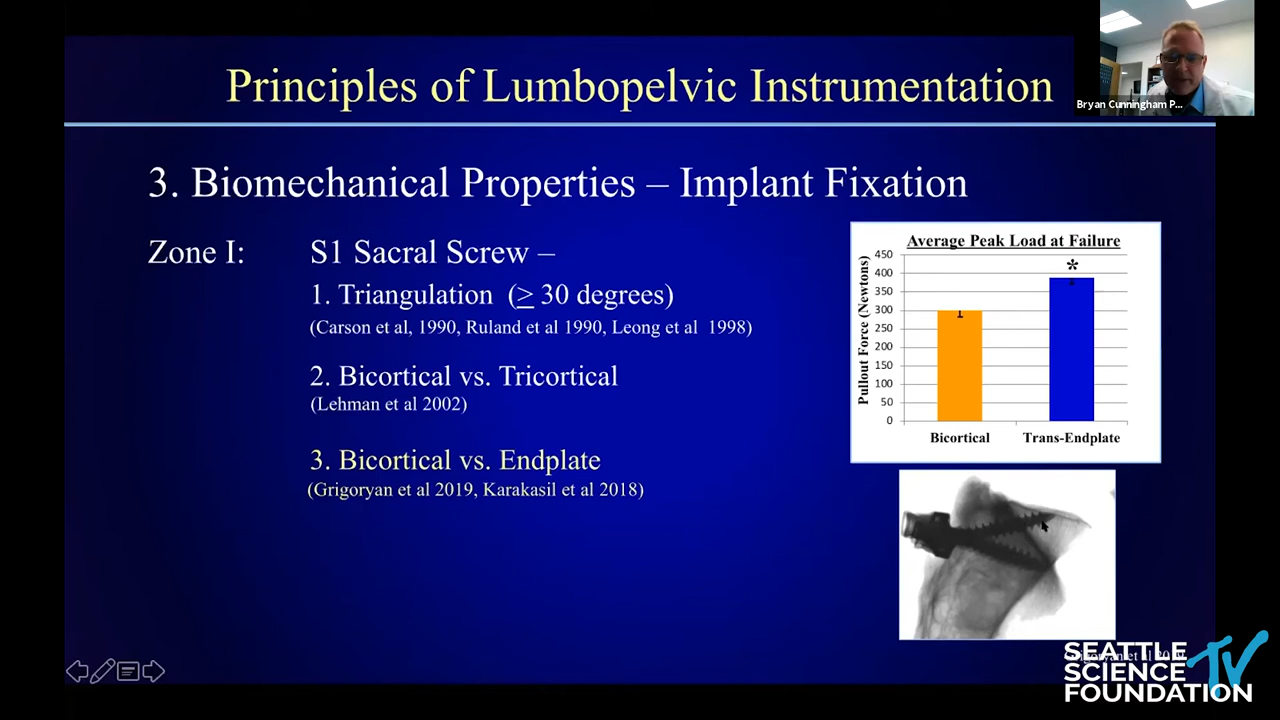 Principles of Lumbopelvic Instrumentation
Bryan Cunningham P...
3. Biomechanical Properties – Implant Fixation
Zone I: S1 Sacral Screw –
1. Triangulation (≥ 30 degrees)
(Carson et al, 1990, Ruland et al 1990, Leong et al 1998)
2. Bicortical vs. Tricortical
(Lehman et al 2002)
3. Bicortical vs. Endplate
(Grigoryan et al 2019, Karakasil et al 2018)
Average Peak Load at Failure
Pullout Force (Newtons)
450
400
350
300
250
200
150
100
50
0
*
Bicortical
Trans-Endplate
SEATTLE
SCIENCE
FOUNDATION
TV